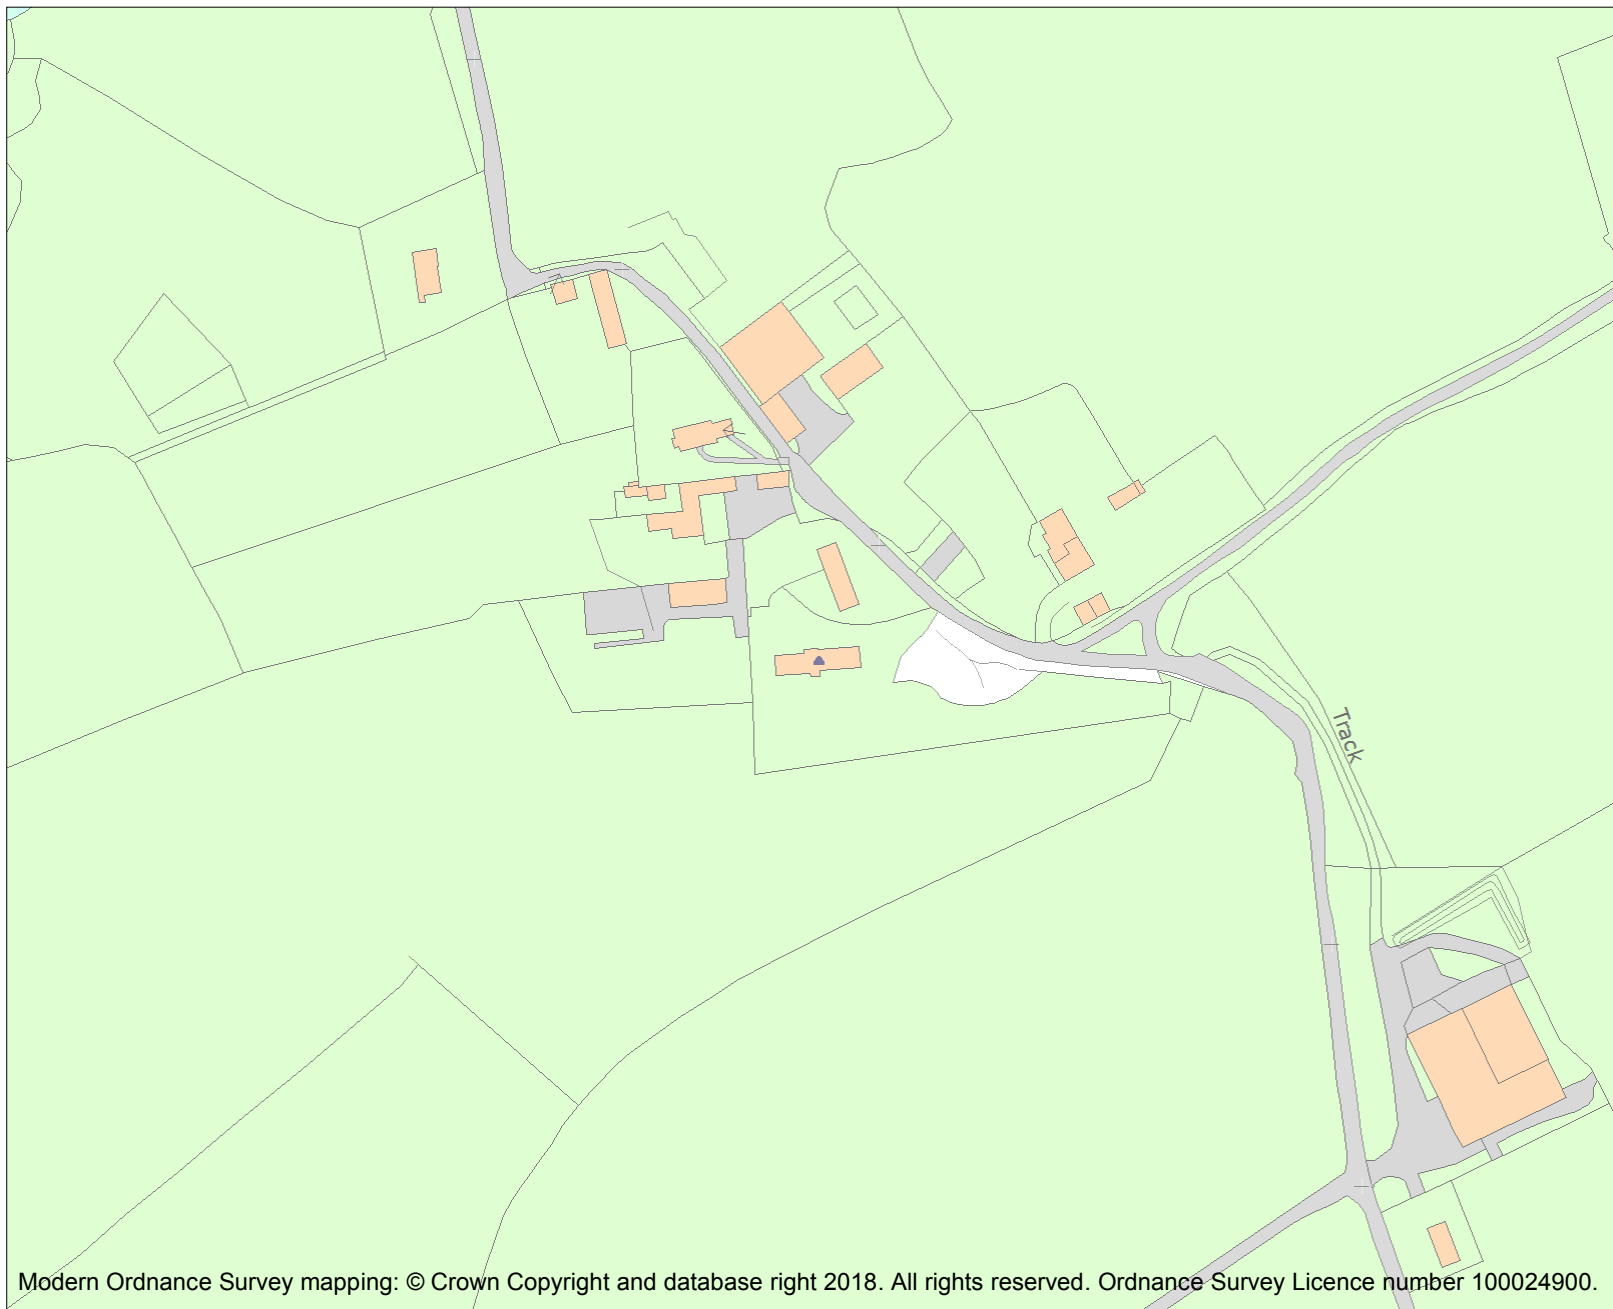 Track
Modern Ordnance Survey mapping: © Crown Copyright and database right 2018. All rights reserved. Ordnance Survey Licence number 100024900.